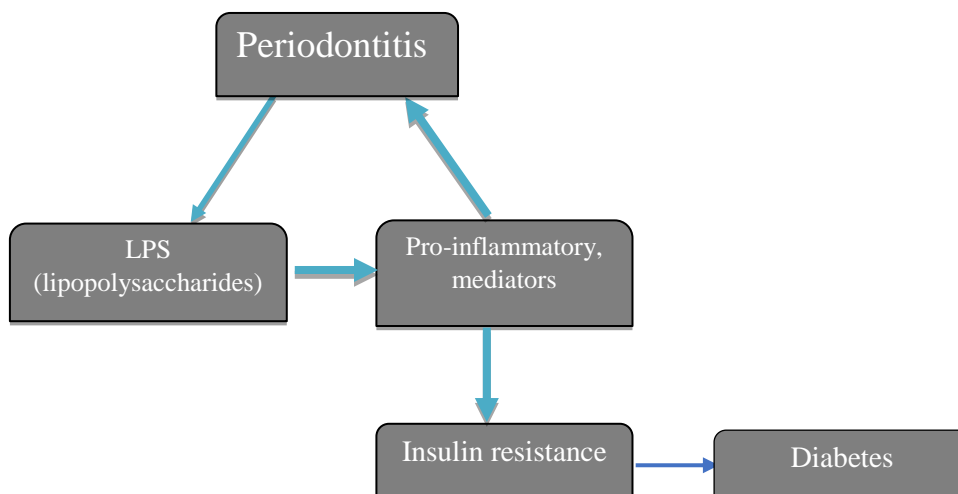 Periodontitis
LPS
(lipopolysaccharides)
Pro-inflammatory,
mediators
Insulin resistance
Diabetes